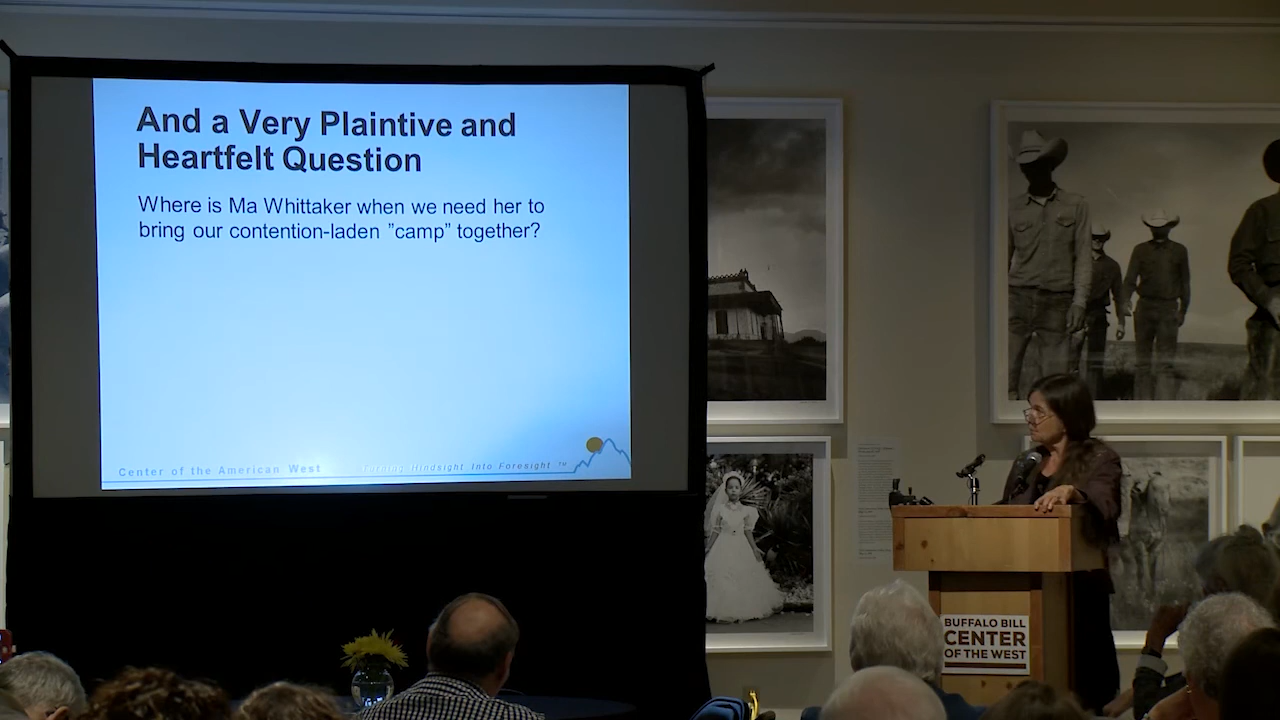 And a Very Plaintive and
Heartfelt Question
Where is Ma Whittaker when we need her to
bring our contention-laden ”camp” together?
Center of the American West
Turning Hindsight Into Foresight ™
BUFFALO BILL
CENTER
OF THE WEST